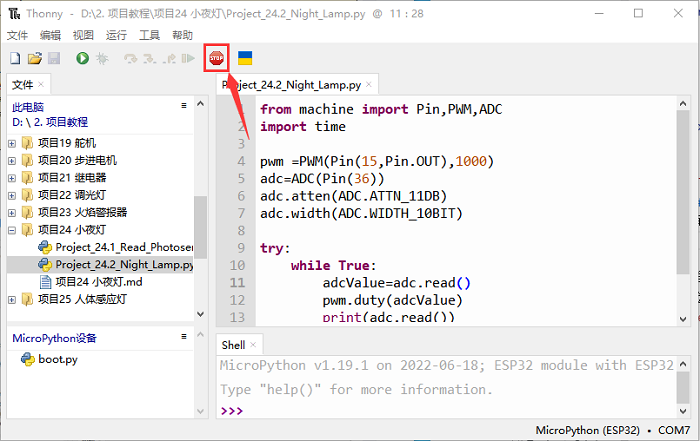 Thonny - D:\2. 项目教程\项目24 小夜灯\Project_24.2_Night_Lamp.py @ 11 : 28
文件 编辑 视图 运行 工具 帮助
STOP
文件 ×
此电脑
D: \ 2. 项目教程
项目19 舵机
项目20 步进电机
项目21 继电器
项目22 调光灯
项目23 火焰警报器
项目24 小夜灯
Project_24.1_Read_Photoser
Project_24.2_Night_Lamp.py
项目24 小夜灯.md
项目25 人体感应灯
MicroPython设备
boot.py
Project_24.2_Night_Lamp.py ×
1 from machine import Pin,PWM,ADC
2 import time
3
4 pwm =PWM(Pin(15,Pin.OUT),1000)
5 adc=ADC(Pin(36))
6 adc.atten(ADC.ATTN_11DB)
7 adc.width(ADC.WIDTH_10BIT)
8
9 try:
10 while True:
11 adcValue=adc.read()
12 pwm.duty(adcValue)
13 print(adc.read())
Shell ×
MicroPython v1.19.1 on 2022-06-18; ESP32 module with ESP32
Type "help()" for more information.
>>>
MicroPython (ESP32) • COM7